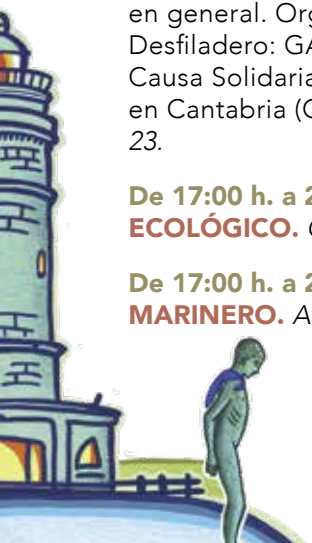 en general. Org
Desfiladero: GA
Causa Solidaria
en Cantabria (
23.
De 17:00 h. a 2
ECOLÓGICO.
De 17:00 h. a 2
MARINERO. A